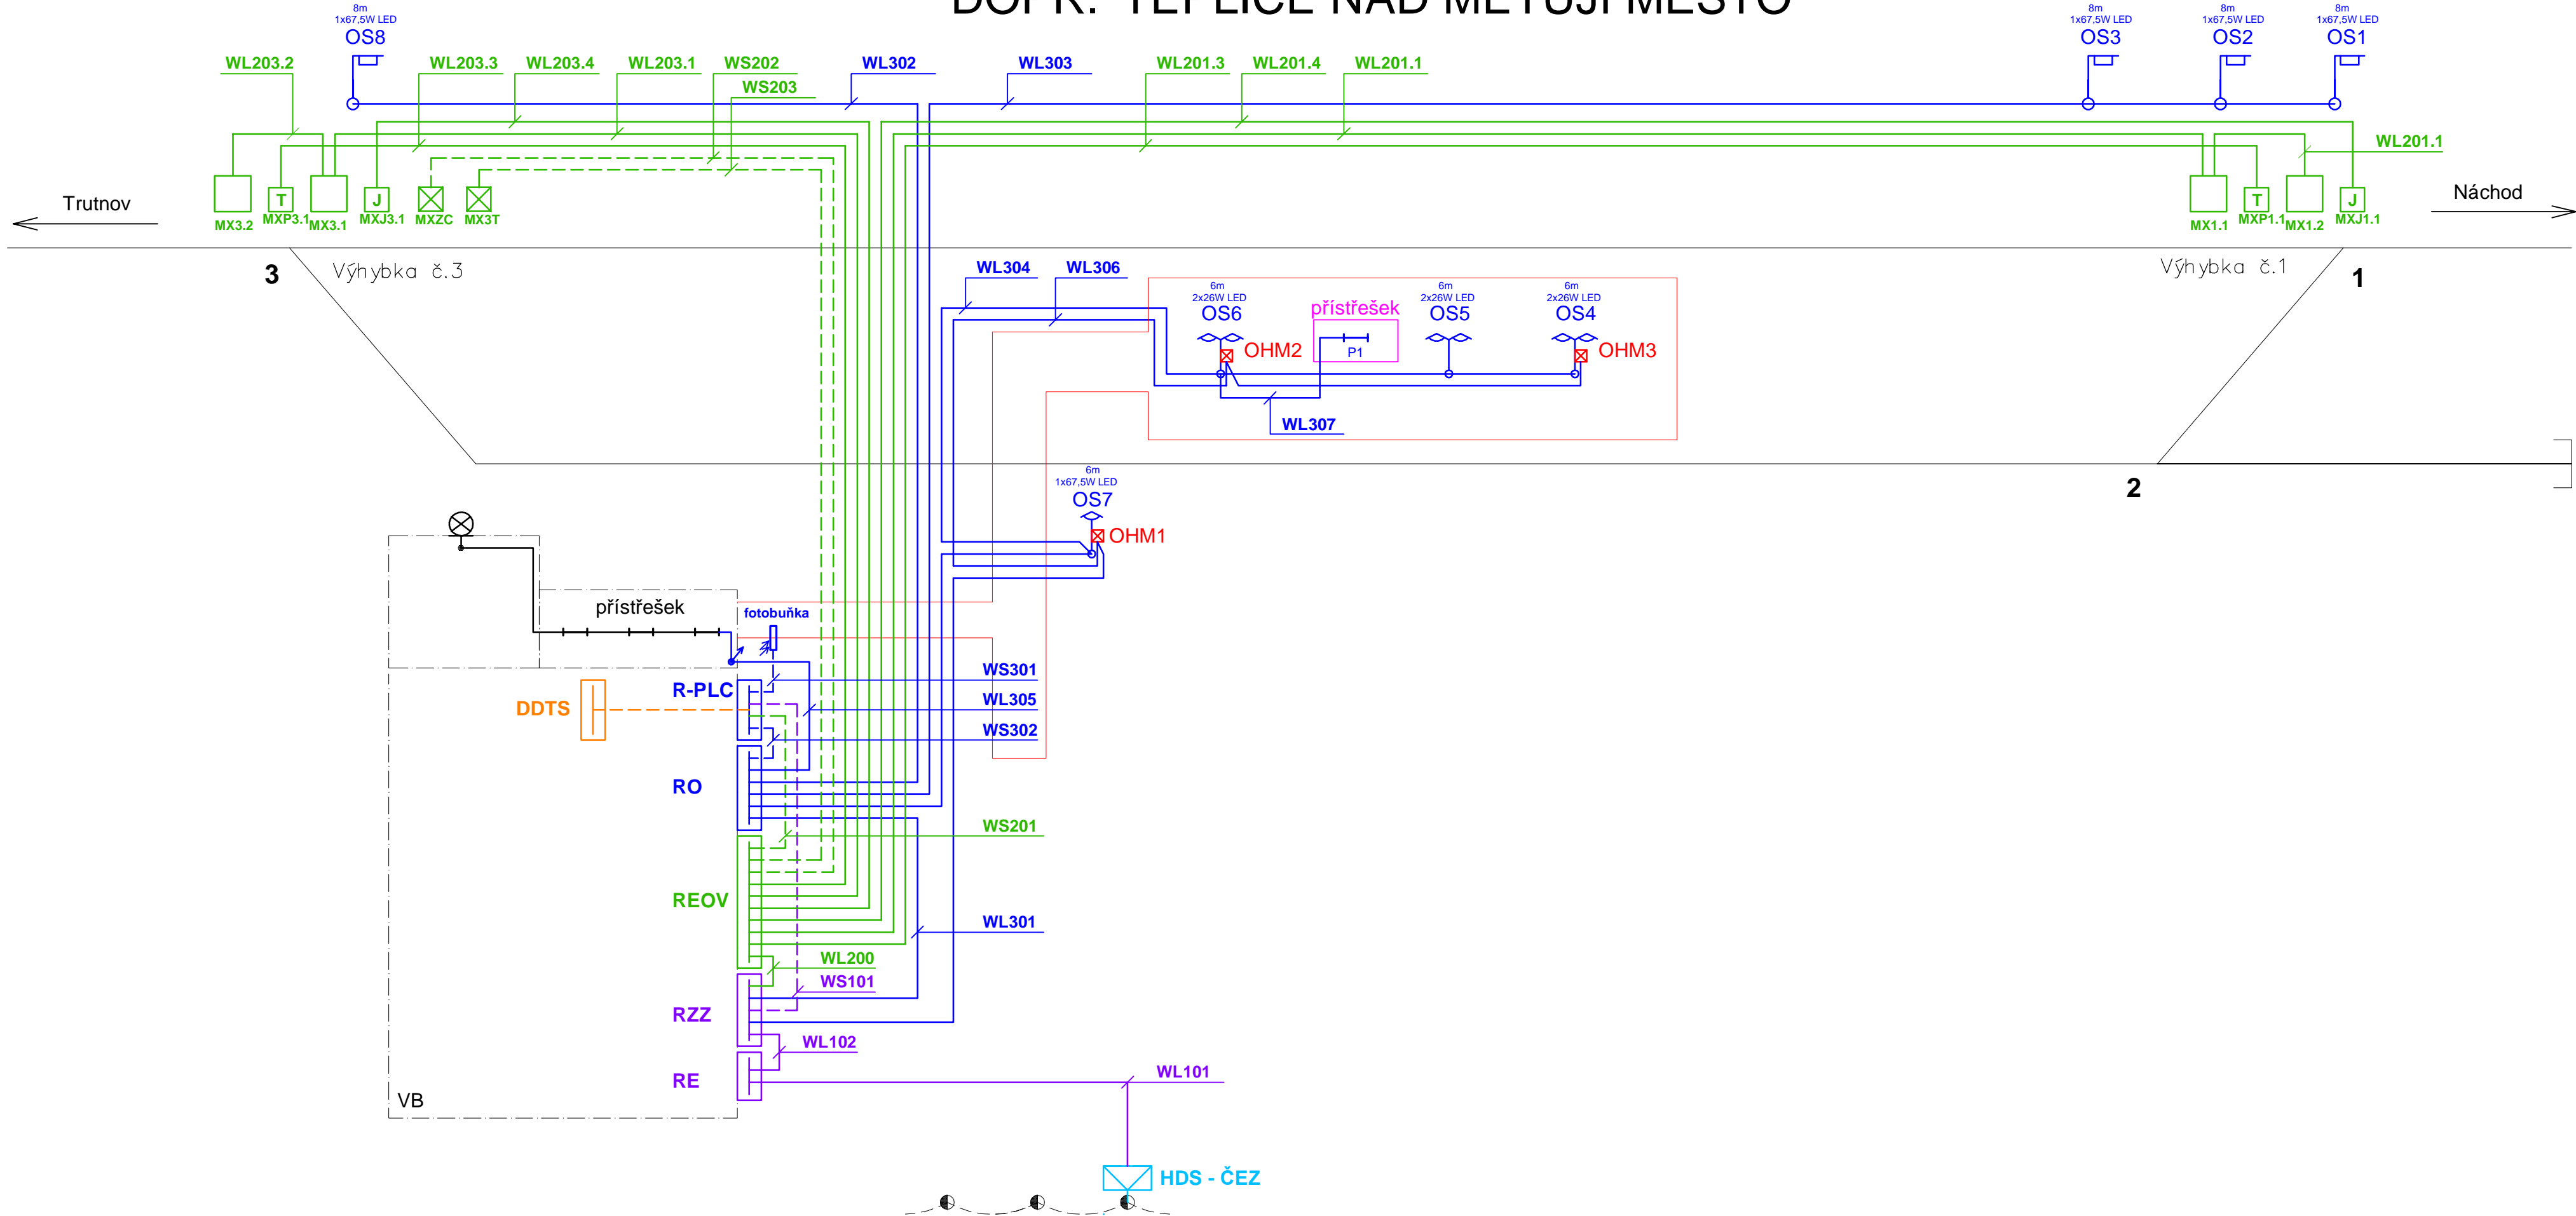 DOPR. TEPLICE NAD METUJÍ MĚSTO
8m
1x67,5W LED
OS8
8m
1x67,5W LED
OS3
8m
1x67,5W LED
OS2
8m
1x67,5W LED
OS1
WL203.2
WL203.3
WL203.4
WL203.1
WS202
WS203
WL302
WL303
WL201.3
WL201.4
WL201.1
WL201.1
Trutnov
MX3.2
T
MXP3.1
MX3.1
J
MXJ3.1
MXZC
MX3T
MX1.1
T
MXP1.1
MX1.2
J
MXJ1.1
Náchod
3
Výhybka č.3
Výhybka č.1
1
WL304
WL306
6m
2x26W LED
OS6
OHM2
přístřešek
P1
6m
2x26W LED
OS5
6m
2x26W LED
OS4
OHM3
WL307
2
6m
1x67,5W LED
OS7
OHM1
přístřešek
fotobuňka
WS301
R-PLC
WL305
DDTS
WS302
RO
WS201
REOV
WL301
WL200
WS101
RZZ
WL102
RE
WL101
VB
HDS - ČEZ